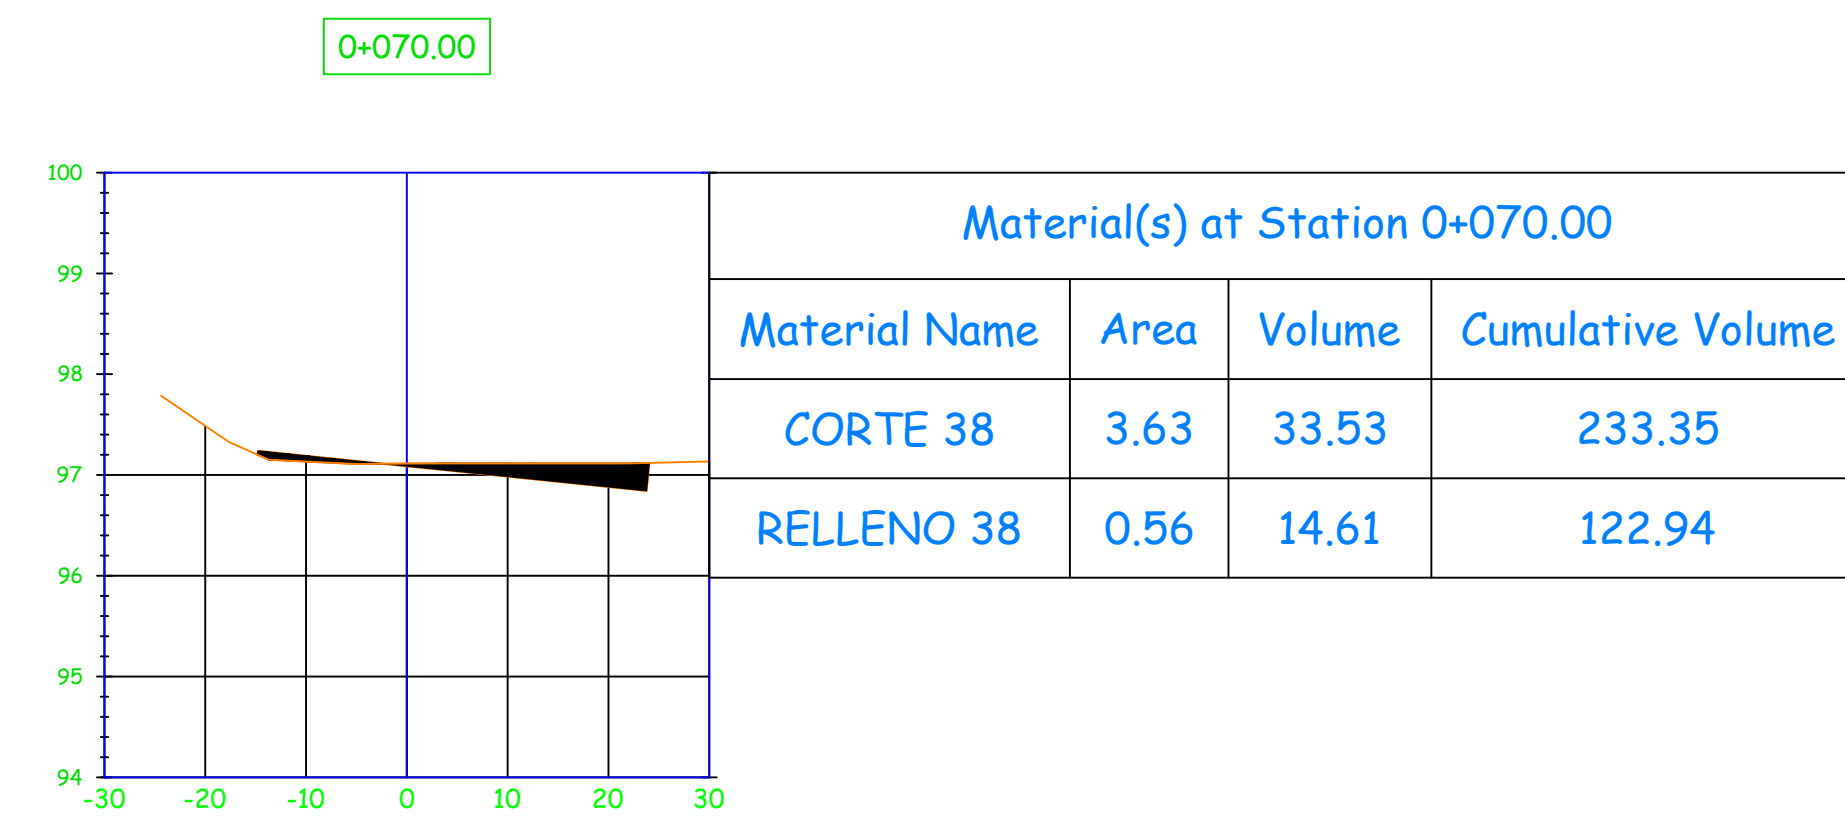 0+070.00
100
99
98
97
96
95
94
-30 -20 -10 0 10 20 30
Material(s) at Station 0+070.00
Material Name Area Volume Cumulative Volume
CORTE 38 3.63 33.53 233.35
RELLENO 38 0.56 14.61 122.94